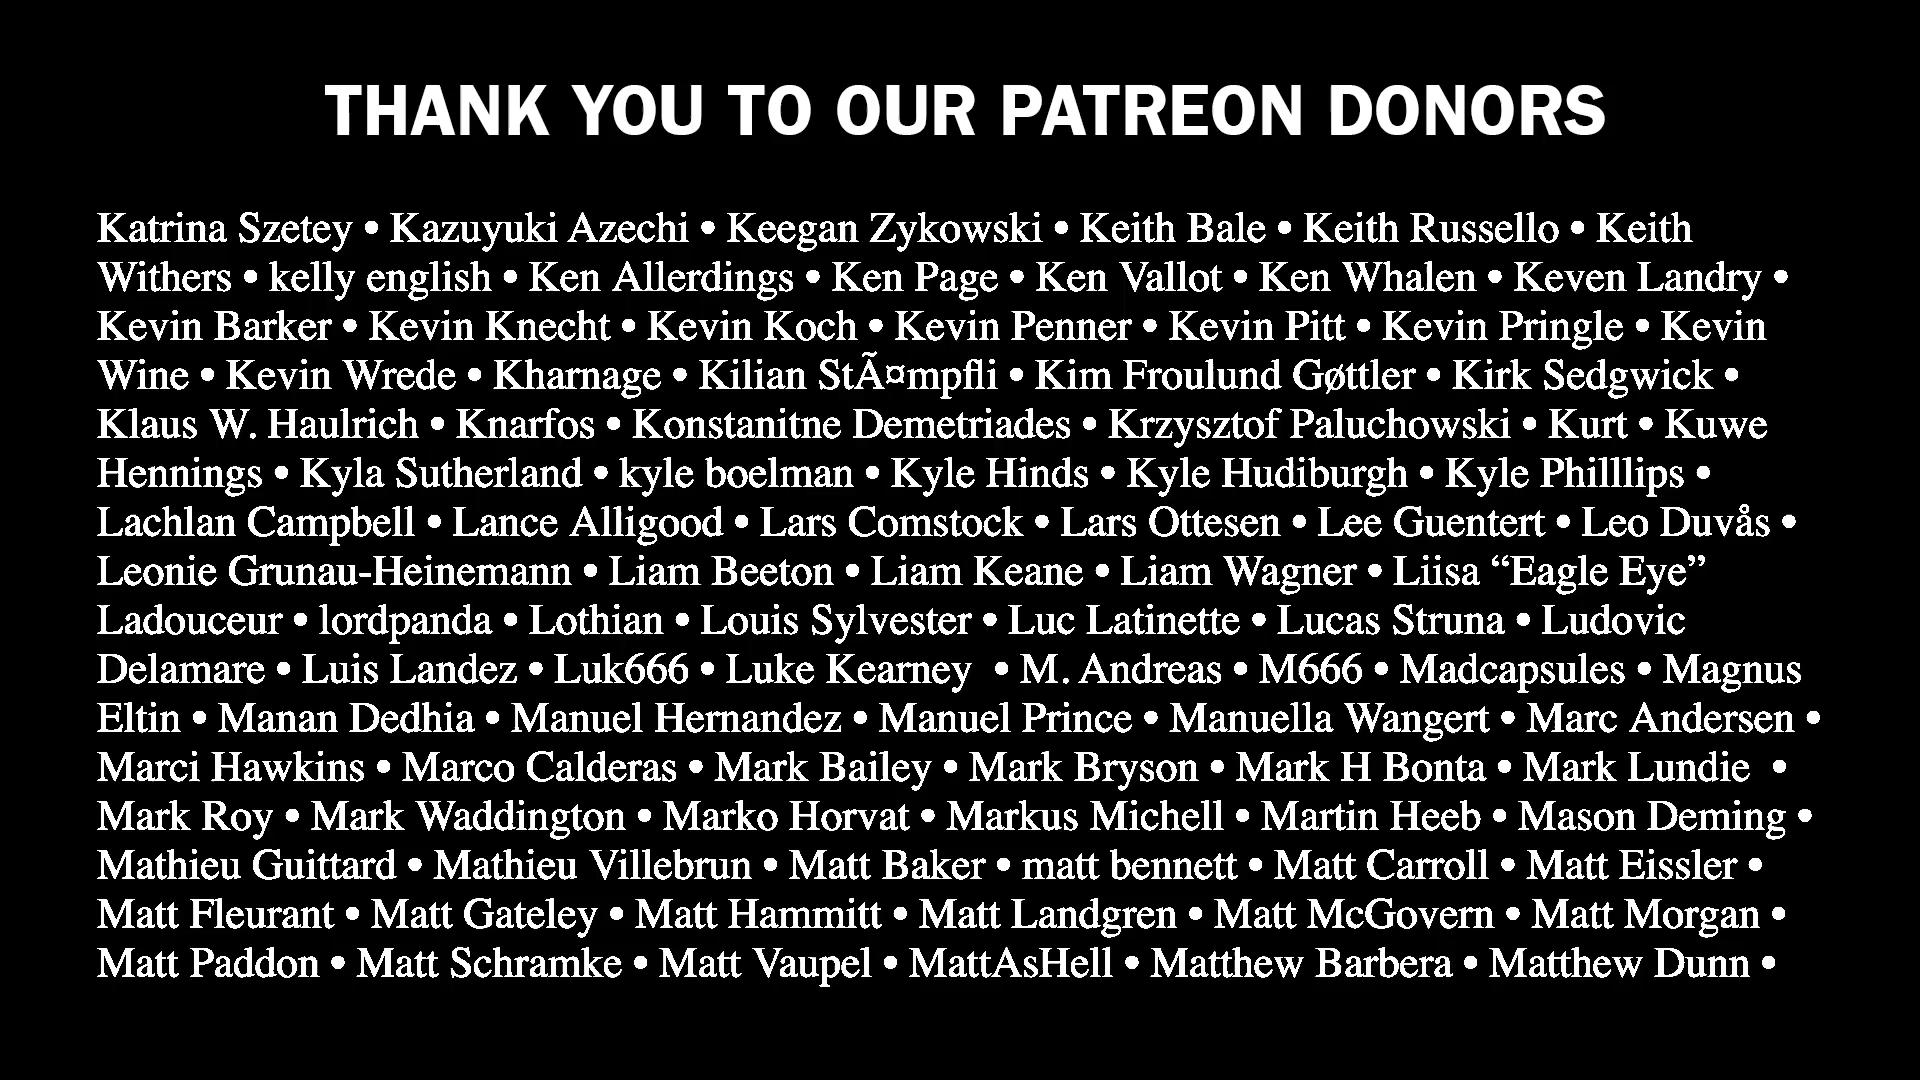 THANK YOU TO OUR PATREON DONORS
Katrina Szetey • Kazuyuki Azechi • Keegan Zykowski • Keith Bale • Keith Russello • Keith
Withers • kelly english • Ken Allerdings • Ken Page • Ken Vallot • Ken Whalen • Keven Landry •
Kevin Barker • Kevin Knecht • Kevin Koch • Kevin Penner • Kevin Pitt • Kevin Pringle • Kevin
Wine • Kevin Wrede • Kharnage • Kilian StÃ¤mpfli • Kim Froulund Gøttler • Kirk Sedgwick •
Klaus W. Haulrich • Knarfos • Konstanitne Demetriades • Krzysztof Paluchowski • Kurt • Kuwe
Hennings • Kyla Sutherland • kyle boelman • Kyle Hinds • Kyle Hudiburgh • Kyle Philllips •
Lachlan Campbell • Lance Alligood • Lars Comstock • Lars Ottesen • Lee Guentert • Leo Duvås •
Leonie Grunau-Heinemann • Liam Beeton • Liam Keane • Liam Wagner • Liisa “Eagle Eye”
Ladouceur • lordpanda • Lothian • Louis Sylvester • Luc Latinette • Lucas Struna • Ludovic
Delamare • Luis Landez • Luk666 • Luke Kearney  • M. Andreas • M666 • Madcapsules • Magnus
Eltin • Manan Dedhia • Manuel Hernandez • Manuel Prince • Manuella Wangert • Marc Andersen •
Marci Hawkins • Marco Calderas • Mark Bailey • Mark Bryson • Mark H Bonta • Mark Lundie  •
Mark Roy • Mark Waddington • Marko Horvat • Markus Michell • Martin Heeb • Mason Deming •
Mathieu Guittard • Mathieu Villebrun • Matt Baker • matt bennett • Matt Carroll • Matt Eissler •
Matt Fleurant • Matt Gateley • Matt Hammitt • Matt Landgren • Matt McGovern • Matt Morgan •
Matt Paddon • Matt Schramke • Matt Vaupel • MattAsHell • Matthew Barbera • Matthew Dunn •